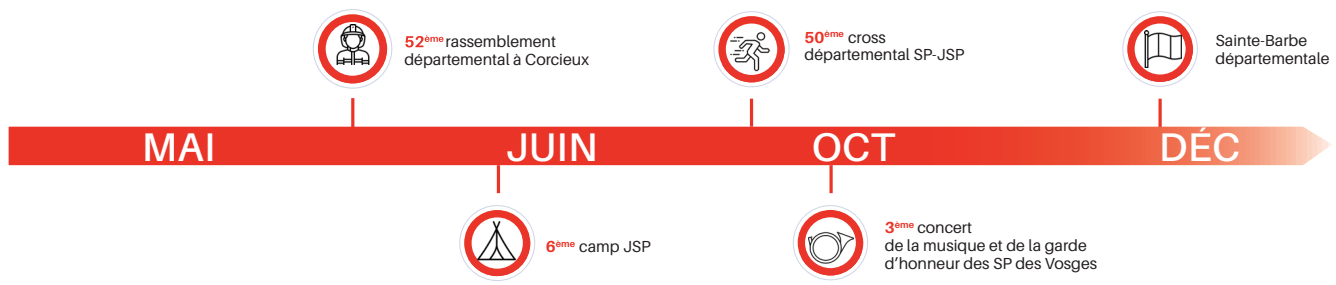 52ème rassemblement
départemental à Corcieux
50ème cross
départemental SP-JSP
Sainte-Barbe
départementale
MAI
JUIN
OCT
DÉC
6ème camp JSP
3ème concert
de la musique et de la garde
d’honneur des SP des Vosges